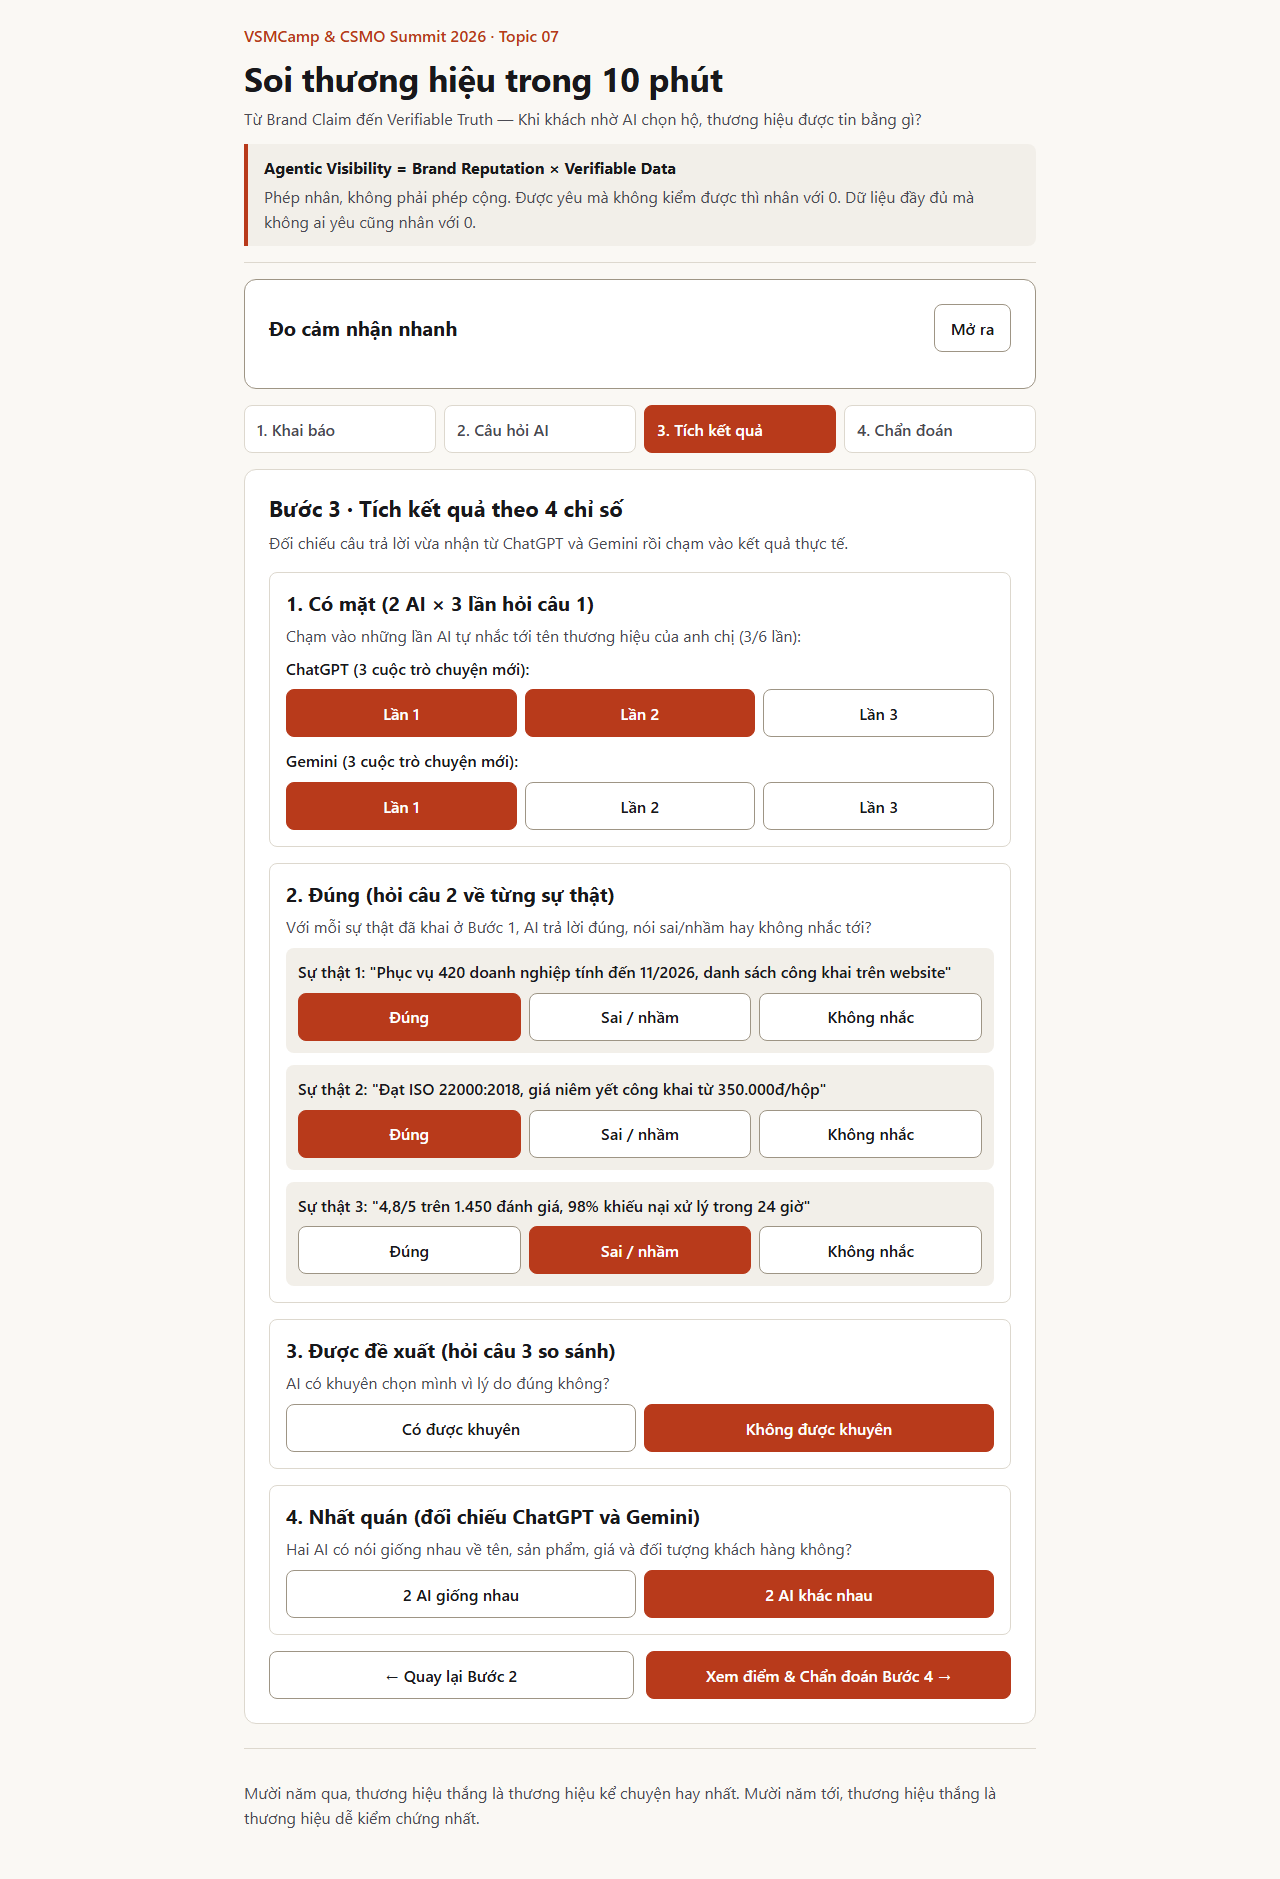 VSMCamp & CSMO Summit 2026 · Topic 07
Soi thương hiệu trong 10 phút
Từ Brand Claim đến Verifiable Truth — Khi khách nhờ AI chọn hộ, thương hiệu được tin bằng gì?
Agentic Visibility = Brand Reputation × Verifiable Data
Phép nhân, không phải phép cộng. Được yêu mà không kiểm được thì nhân với 0. Dữ liệu đầy đủ mà
không ai yêu cũng nhân với 0.
Đo cảm nhận nhanh
Mở ra
1. Khai báo
2. Câu hỏi AI
3. Tích kết quả
4. Chẩn đoán
Bước 3 · Tích kết quả theo 4 chỉ số
Đối chiếu câu trả lời vừa nhận từ ChatGPT và Gemini rồi chạm vào kết quả thực tế.
1. Có mặt (2 AI × 3 lần hỏi câu 1)
Chạm vào những lần AI tự nhắc tới tên thương hiệu của anh chị (3/6 lần):
ChatGPT (3 cuộc trò chuyện mới):
Lần 1
Lần 2
Lần 3
Gemini (3 cuộc trò chuyện mới):
Lần 1
Lần 2
Lần 3
2. Đúng (hỏi câu 2 về từng sự thật)
Với mỗi sự thật đã khai ở Bước 1, AI trả lời đúng, nói sai/nhầm hay không nhắc tới?
Sự thật 1: "Phục vụ 420 doanh nghiệp tính đến 11/2026, danh sách công khai trên website"
Đúng
Sai / nhầm
Không nhắc
Sự thật 2: "Đạt ISO 22000:2018, giá niêm yết công khai từ 350.000đ/hộp"
Đúng
Sai / nhầm
Không nhắc
Sự thật 3: "4,8/5 trên 1.450 đánh giá, 98% khiếu nại xử lý trong 24 giờ"
Đúng
Sai / nhầm
Không nhắc
3. Được đề xuất (hỏi câu 3 so sánh)
AI có khuyên chọn mình vì lý do đúng không?
Có được khuyên
Không được khuyên
4. Nhất quán (đối chiếu ChatGPT và Gemini)
Hai AI có nói giống nhau về tên, sản phẩm, giá và đối tượng khách hàng không?
2 AI giống nhau
2 AI khác nhau
← Quay lại Bước 2
Xem điểm & Chẩn đoán Bước 4 →
Mười năm qua, thương hiệu thắng là thương hiệu kể chuyện hay nhất. Mười năm tới, thương hiệu thắng là
thương hiệu dễ kiểm chứng nhất.